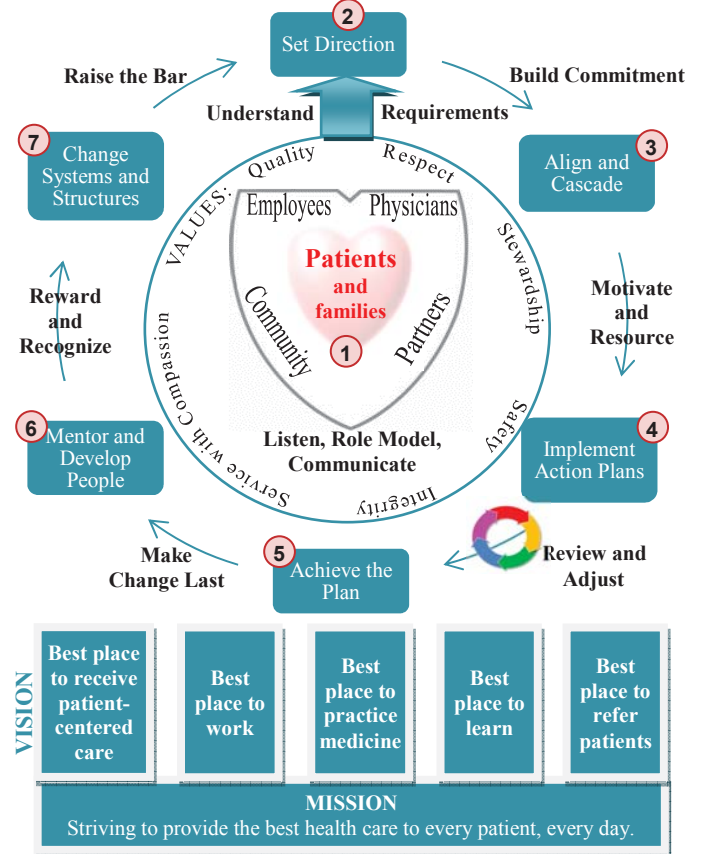 2
Set Direction
Raise the Bar
Build Commitment
Understand
Requirements
7
Change
Systems and
Structures
3
Align and
Cascade
VALUES:
Quality
Respect
Stewardship
Safety
Integrity
Service with Compassion
Employees
Physicians
Patients
and
families
1
Community
Partners
Reward
and
Recognize
Motivate
and
Resource
6
Mentor and
Develop
People
4
Implement
Action Plans
Listen, Role Model,
Communicate
Make
Change Last
5
Achieve the
Plan
Review and
Adjust
VISION
Best place
to receive
patient-
centered
care
Best
place to
work
Best
place to
practice
medicine
Best
place to
learn
Best
place to
refer
patients
MISSION
Striving to provide the best health care to every patient, every day.